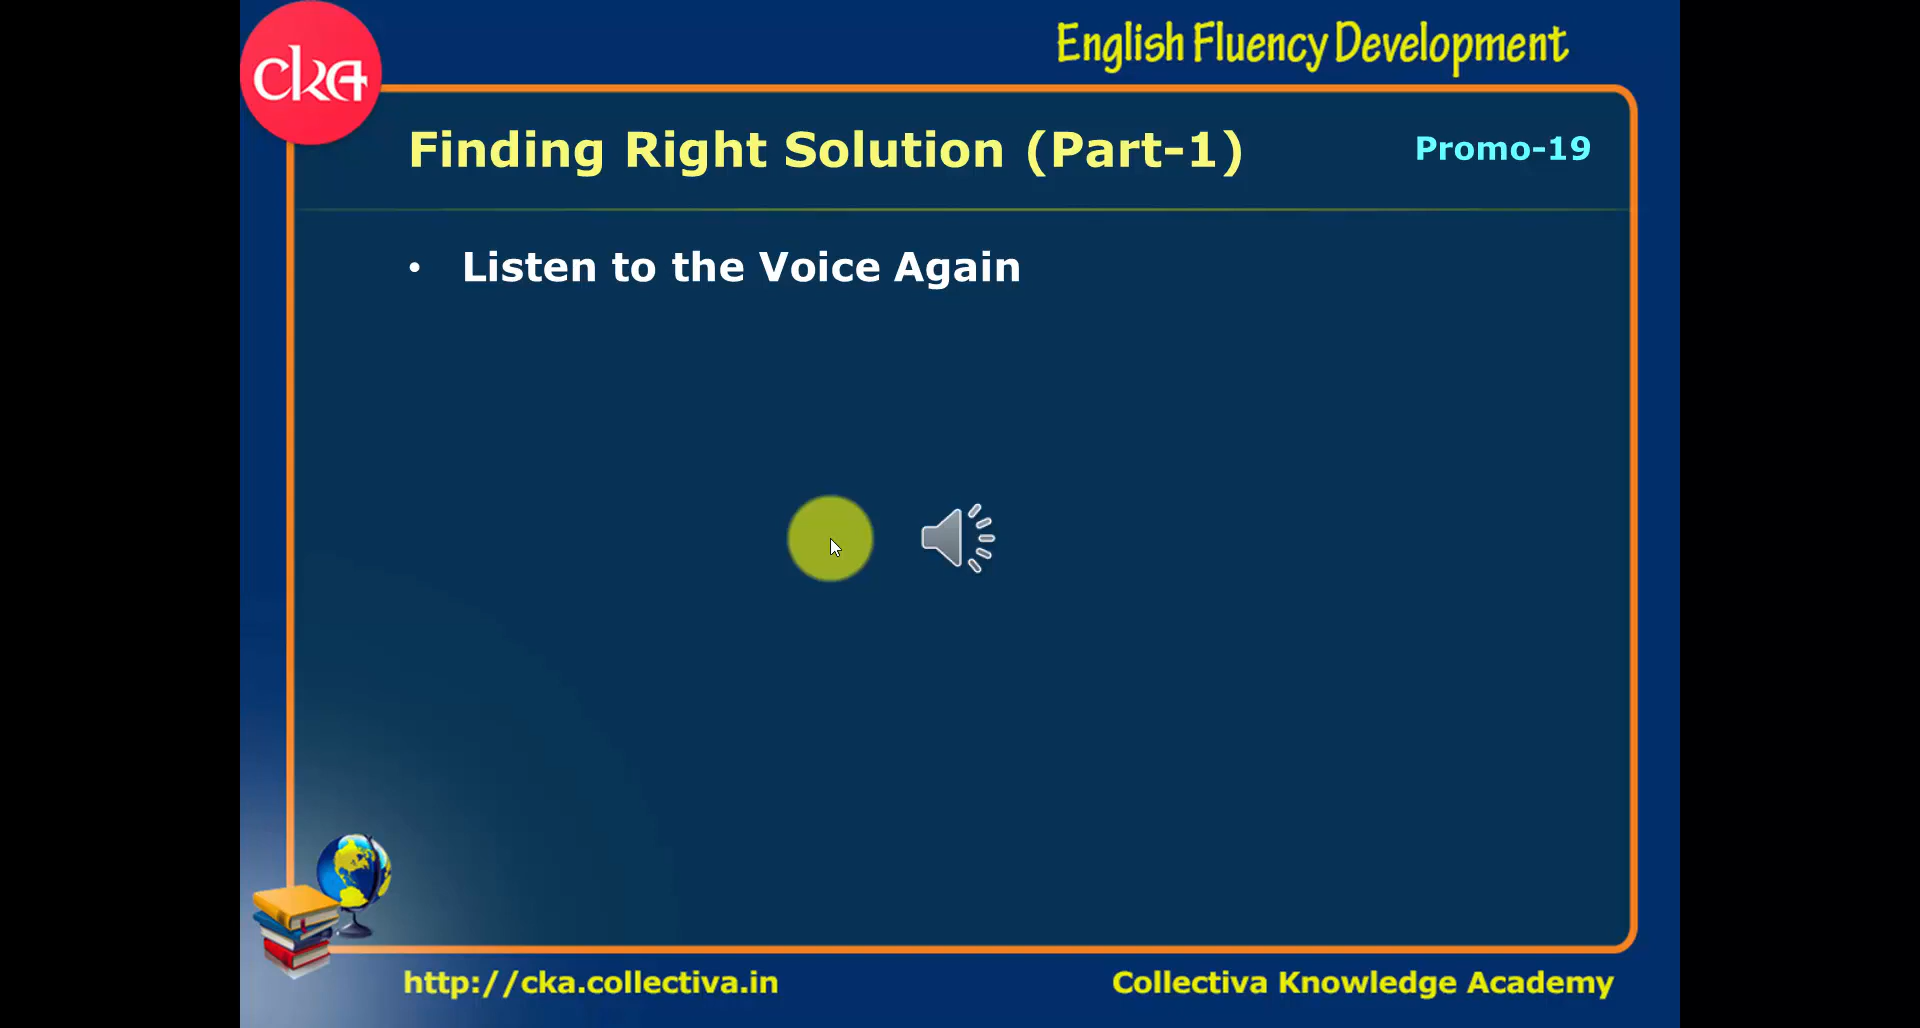 cka
English Fluency Development
Finding Right Solution (Part-1)
Promo-19
• Listen to the Voice Again
http://cka.collectiva.in
Collectiva Knowledge Academy